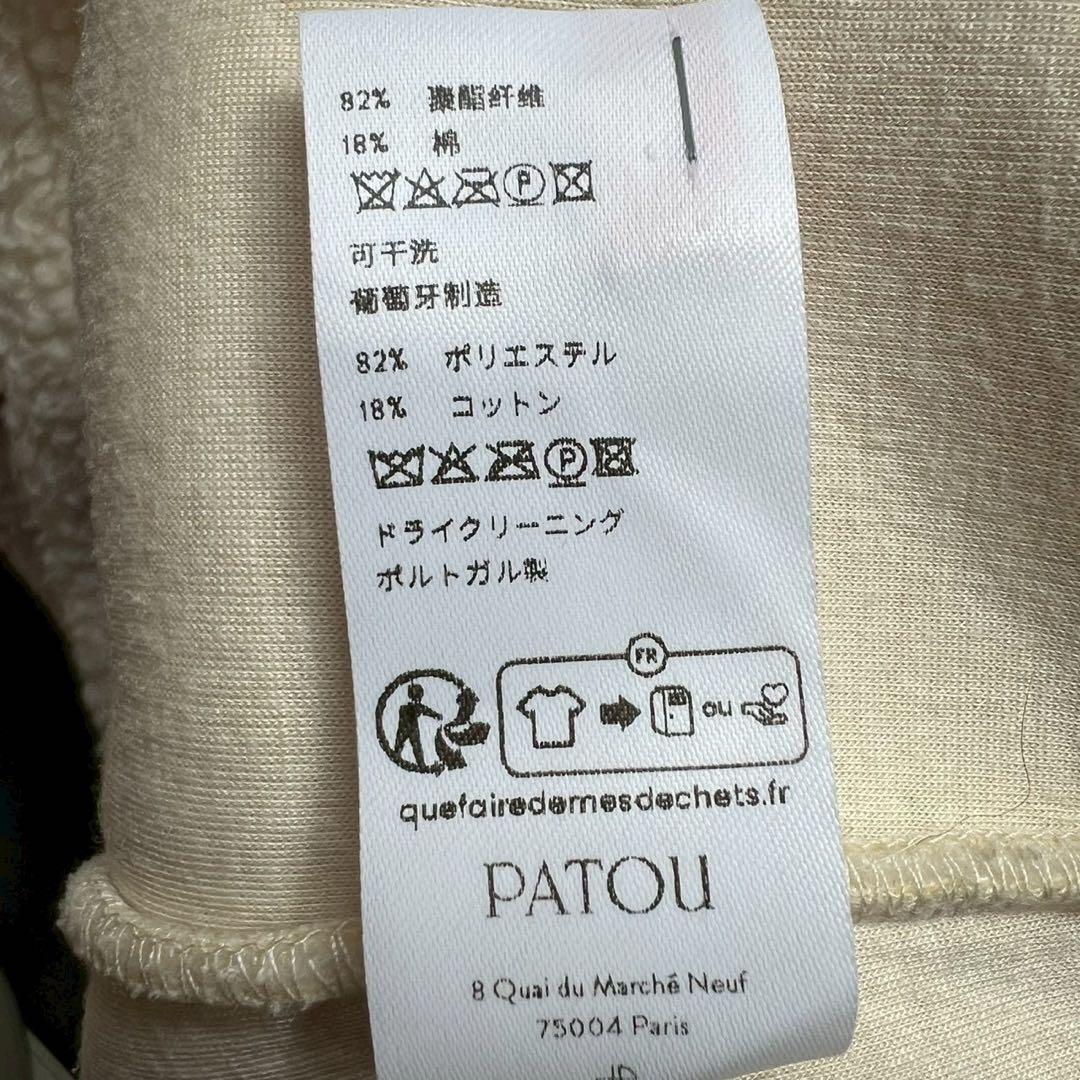 82% 聚酯纤维
18% 棉
P
可干洗
葡萄牙制造
82% ポリエステル
18% コットン
P
ドライクリーニング
ポルトガル製
FR
ou
quefairedemesdechets.fr
PATOU
8 Quai du Marché Neuf
75004 Paris